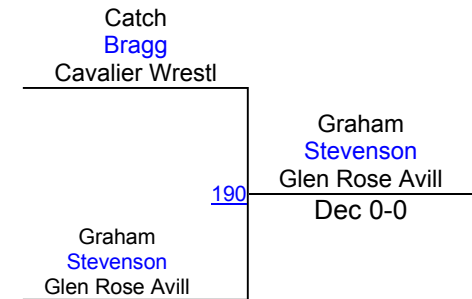 Catch
Bragg
Cavalier Wrestl
Graham
Stevenson
Glen Rose Avill
190
Dec 0-0
Graham
Stevenson
Glen Rose Avill